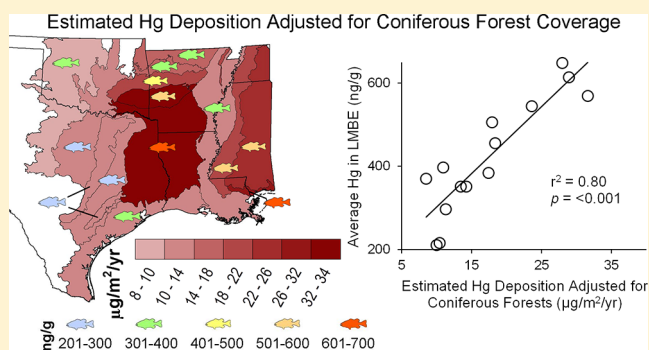 Estimated Hg Deposition Adjusted for Coniferous Forest Coverage
µg/m²/yr
8 - 10
10 - 14
14 - 18
18 - 22
22 - 26
26 - 32
32 - 34
ng/g
201-300
301-400
401-500
501-600
601-700
Average Hg in LMBE (ng/g)
600
400
200
r² = 0.80
p = <0.001
5
15
25
35
Estimated Hg Deposition Adjusted for
Coniferous Forests (µg/m²/yr)